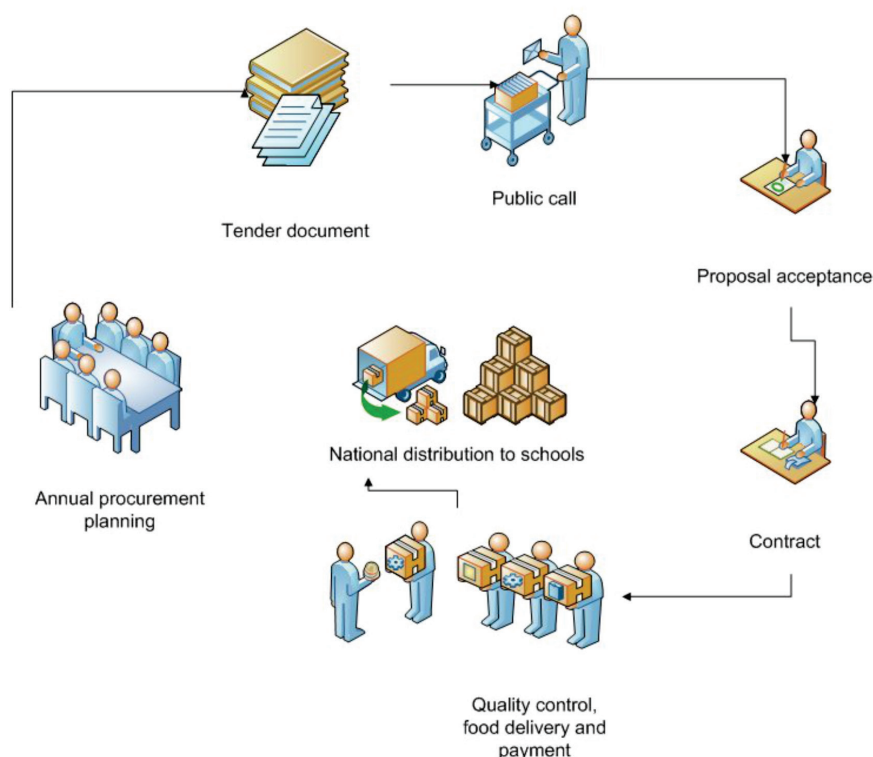 Tender document
Public call
Proposal acceptance
Annual procurement
planning
National distribution to schools
Contract
Quality control,
food delivery and
payment